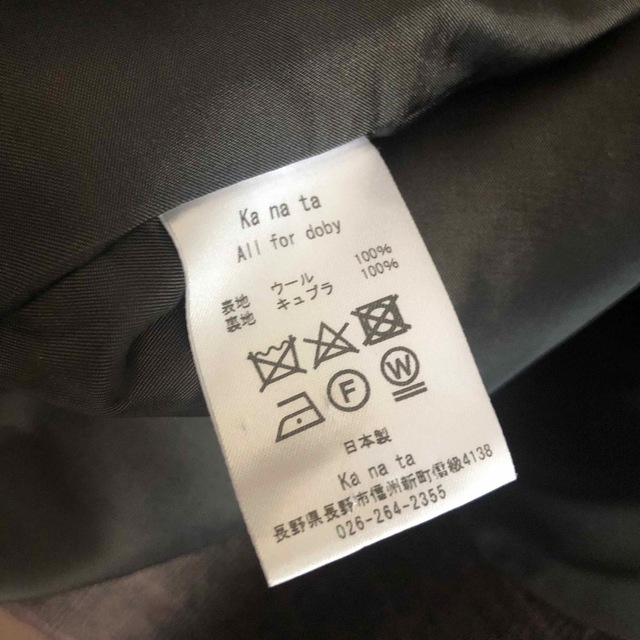 Ka na ta
All for doby
表地 ウール 100%
裏地 キュプラ 100%
F W
日本製
Ka na ta
長野県長野市信州新町越級4138
026-264-2355